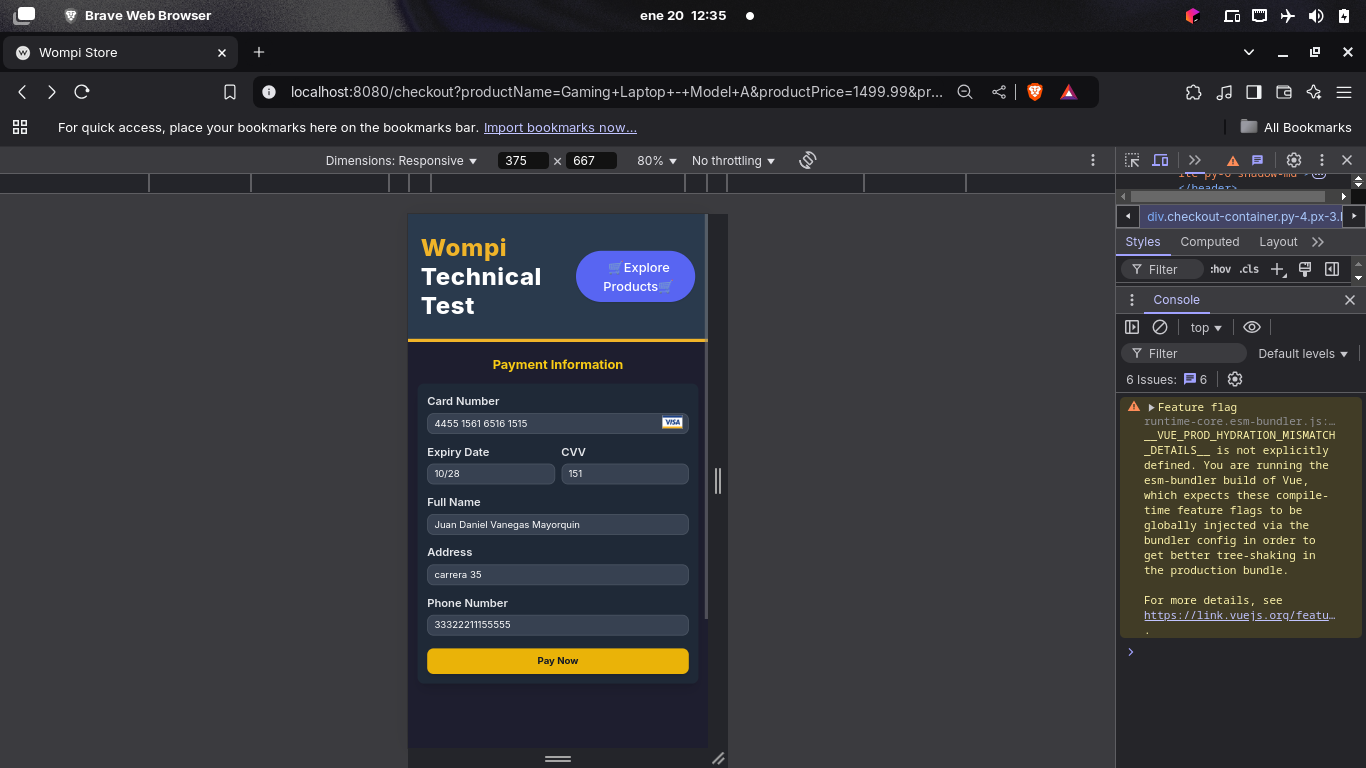 Brave Web Browser
ene 20 12:35
Wompi Store
localhost:8080/checkout?productName=Gaming+Laptop+-+Model+A&productPrice=1499.99&pr...
For quick access, place your bookmarks here on the bookmarks bar. Import bookmarks now...
All Bookmarks
Dimensions: Responsive 375 × 667 80% No throttling
</header>
div.checkout-container.py-4.px-3.
Styles Computed Layout
Filter :hov .cls
Console
top
Filter Default levels
6 Issues: 6
Feature flag
runtime-core.esm-bundler.js:…
__VUE_PROD_HYDRATION_MISMATCH
_DETAILS__ is not explicitly
defined. You are running the
esm-bundler build of Vue,
which expects these compile-
time feature flags to be
globally injected via the
bundler config in order to
get better tree-shaking in
the production bundle.
For more details, see
https://link.vuejs.org/featu…
.
Wompi
Technical
Test
🛒Explore
Products🛒
Payment Information
Card Number
4455 1561 6516 1515
VISA
Expiry Date CVV
10/28 151
Full Name
Juan Daniel Vanegas Mayorquin
Address
carrera 35
Phone Number
33322211155555
Pay Now